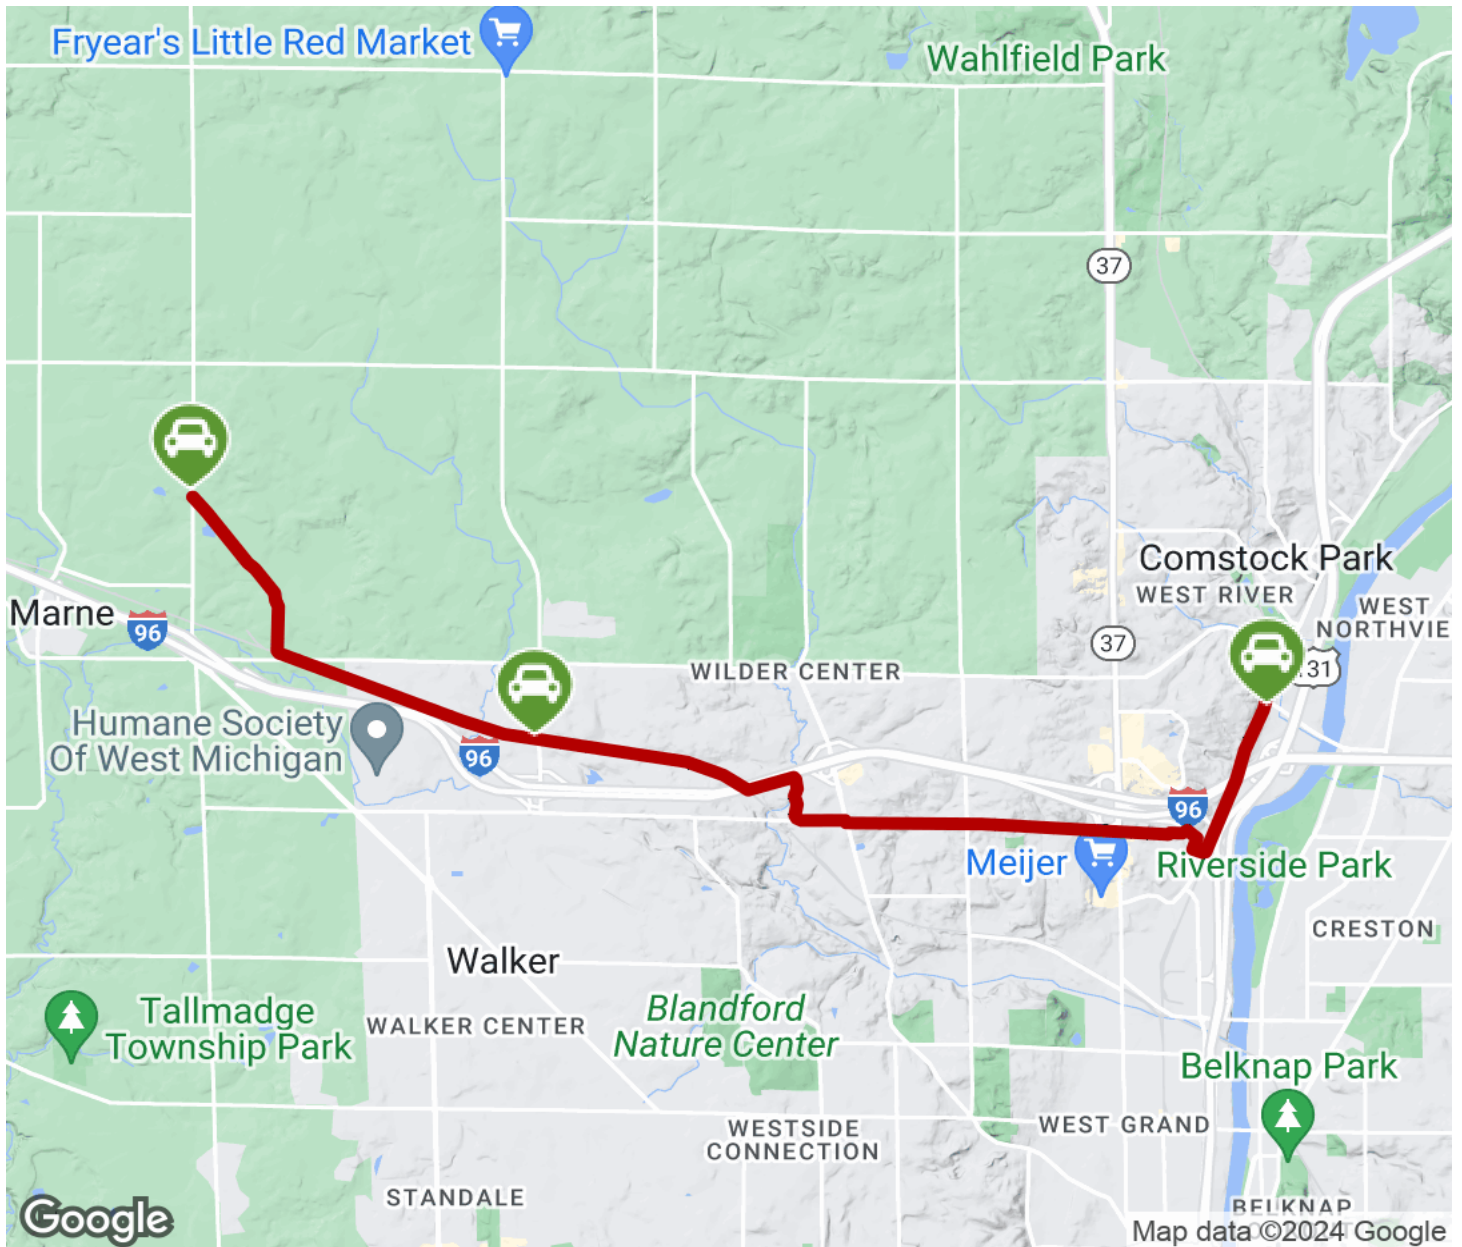 Fryear's Little Red Market
Wahlfield Park
37
Comstock Park
WEST RIVER
WEST
NORTHVIE
Marne
96
37
WILDER CENTER
31
Humane Society
Of West Michigan
96
96
Meijer
Riverside Park
CRESTON
Walker
Tallmadge
Township Park
WALKER CENTER
Blandford
Nature Center
Belknap Park
WESTSIDE
CONNECTION
WEST GRAND
STANDALE
BELKNAP
Google
Map data ©2024 Google